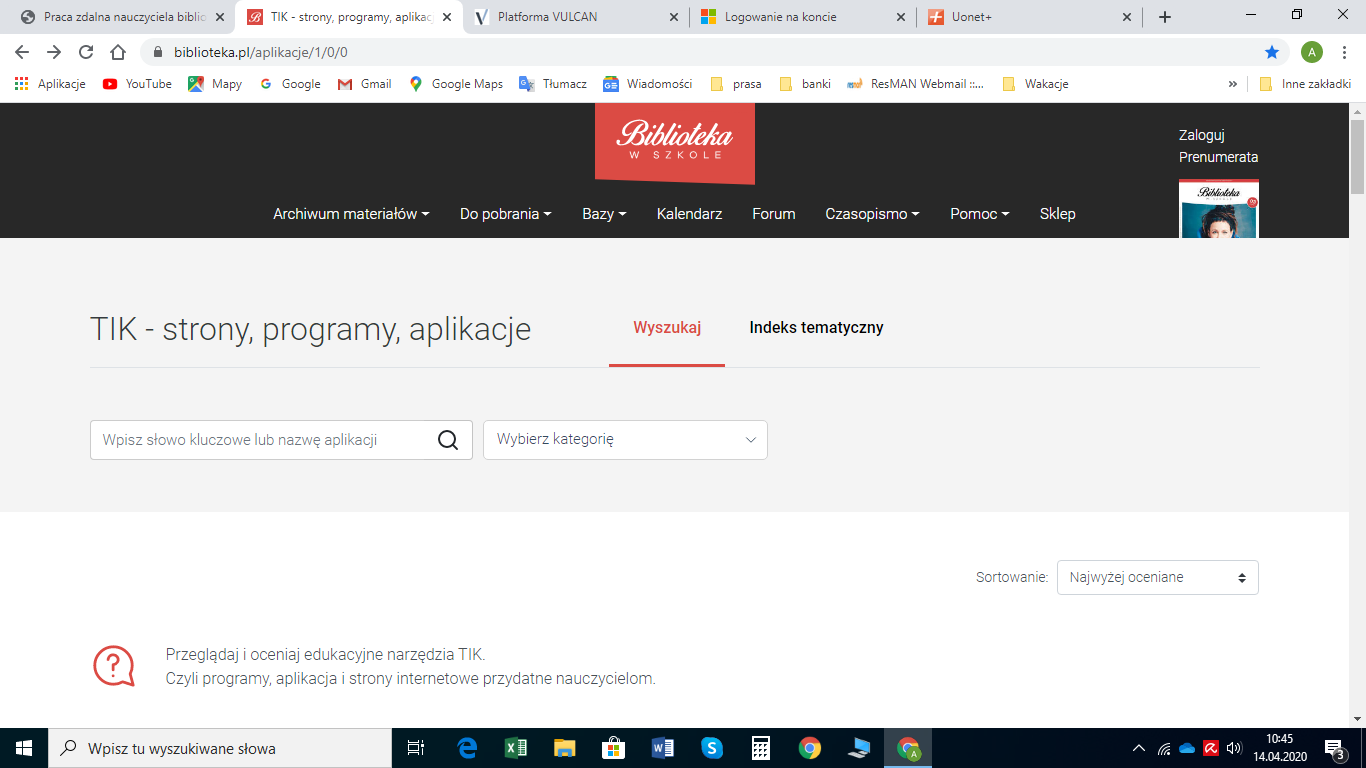 Praca zdalna nauczyciela biblio
TIK - strony, programy, aplikac
Platforma VULCAN
Logowanie na koncie
Uonet+
biblioteka.pl/aplikacje/1/0/0
A
Aplikacje
YouTube
Mapy
Google
Gmail
Google Maps
Tłumacz
Wiadomości
prasa
banki
ResMAN Webmail ::...
Wakacje
»
Inne zakładki
Biblioteka
W SZKOLE
Zaloguj
Prenumerata
Biblioteka
W SZKOLE
Archiwum materiałów
Do pobrania
Bazy
Kalendarz
Forum
Czasopismo
Pomoc
Sklep
TIK - strony, programy, aplikacje
Wyszukaj
Indeks tematyczny
Wpisz słowo kluczowe lub nazwę aplikacji
Wybierz kategorię
Sortowanie:
Najwyżej oceniane
Przeglądaj i oceniaj edukacyjne narzędzia TIK.
Czyli programy, aplikacja i strony internetowe przydatne nauczycielom.
Wpisz tu wyszukiwane słowa
10:45
14.04.2020
3